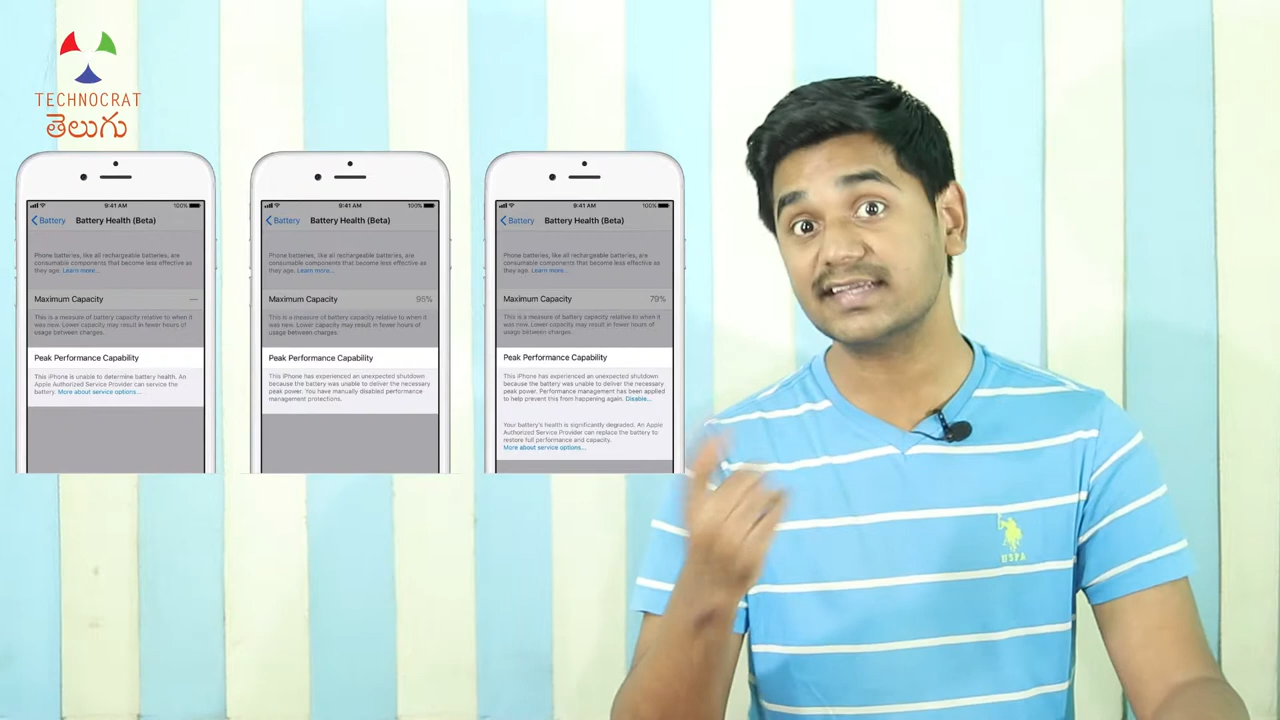 TECHNOCRAT
తెలుగు
9:41 AM 100%
Battery Battery Health (Beta)
Phone batteries, like all rechargeable batteries, are
consumable components that become less effective as
they age. Learn more...
Maximum Capacity —
This is a measure of battery capacity relative to when it
was new. Lower capacity may result in fewer hours of
usage between charges.
Peak Performance Capability
This iPhone is unable to determine battery health. An
Apple Authorized Service Provider can service the
battery. More about service options...
9:41 AM 100%
Battery Battery Health (Beta)
Phone batteries, like all rechargeable batteries, are
consumable components that become less effective as
they age. Learn more...
Maximum Capacity 95%
This is a measure of battery capacity relative to when it
was new. Lower capacity may result in fewer hours of
usage between charges.
Peak Performance Capability
This iPhone has experienced an unexpected shutdown
because the battery was unable to deliver the necessary
peak power. You have manually disabled performance
management protections.
9:41 AM 100%
Battery Battery Health (Beta)
Phone batteries, like all rechargeable batteries, are
consumable components that become less effective as
they age. Learn more...
Maximum Capacity 79%
This is a measure of battery capacity relative to when it
was new. Lower capacity may result in fewer hours of
usage between charges.
Peak Performance Capability
This iPhone has experienced an unexpected shutdown
because the battery was unable to deliver the necessary
peak power. Performance management has been applied
to help prevent this from happening again. Disable...
Your battery's health is significantly degraded. An Apple
Authorized Service Provider can replace the battery to
restore full performance and capacity.
More about service options...
USPA